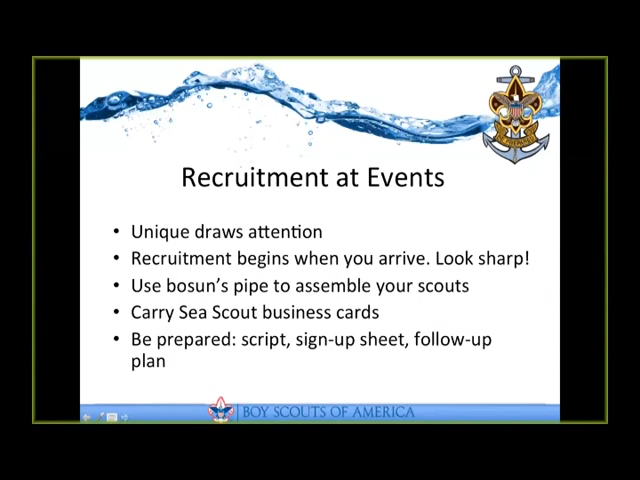 Recruitment at Events
• Unique draws attention
• Recruitment begins when you arrive. Look sharp!
• Use bosun's pipe to assemble your scouts
• Carry Sea Scout business cards
• Be prepared: script, sign-up sheet, follow-up
plan
BOY SCOUTS OF AMERICA